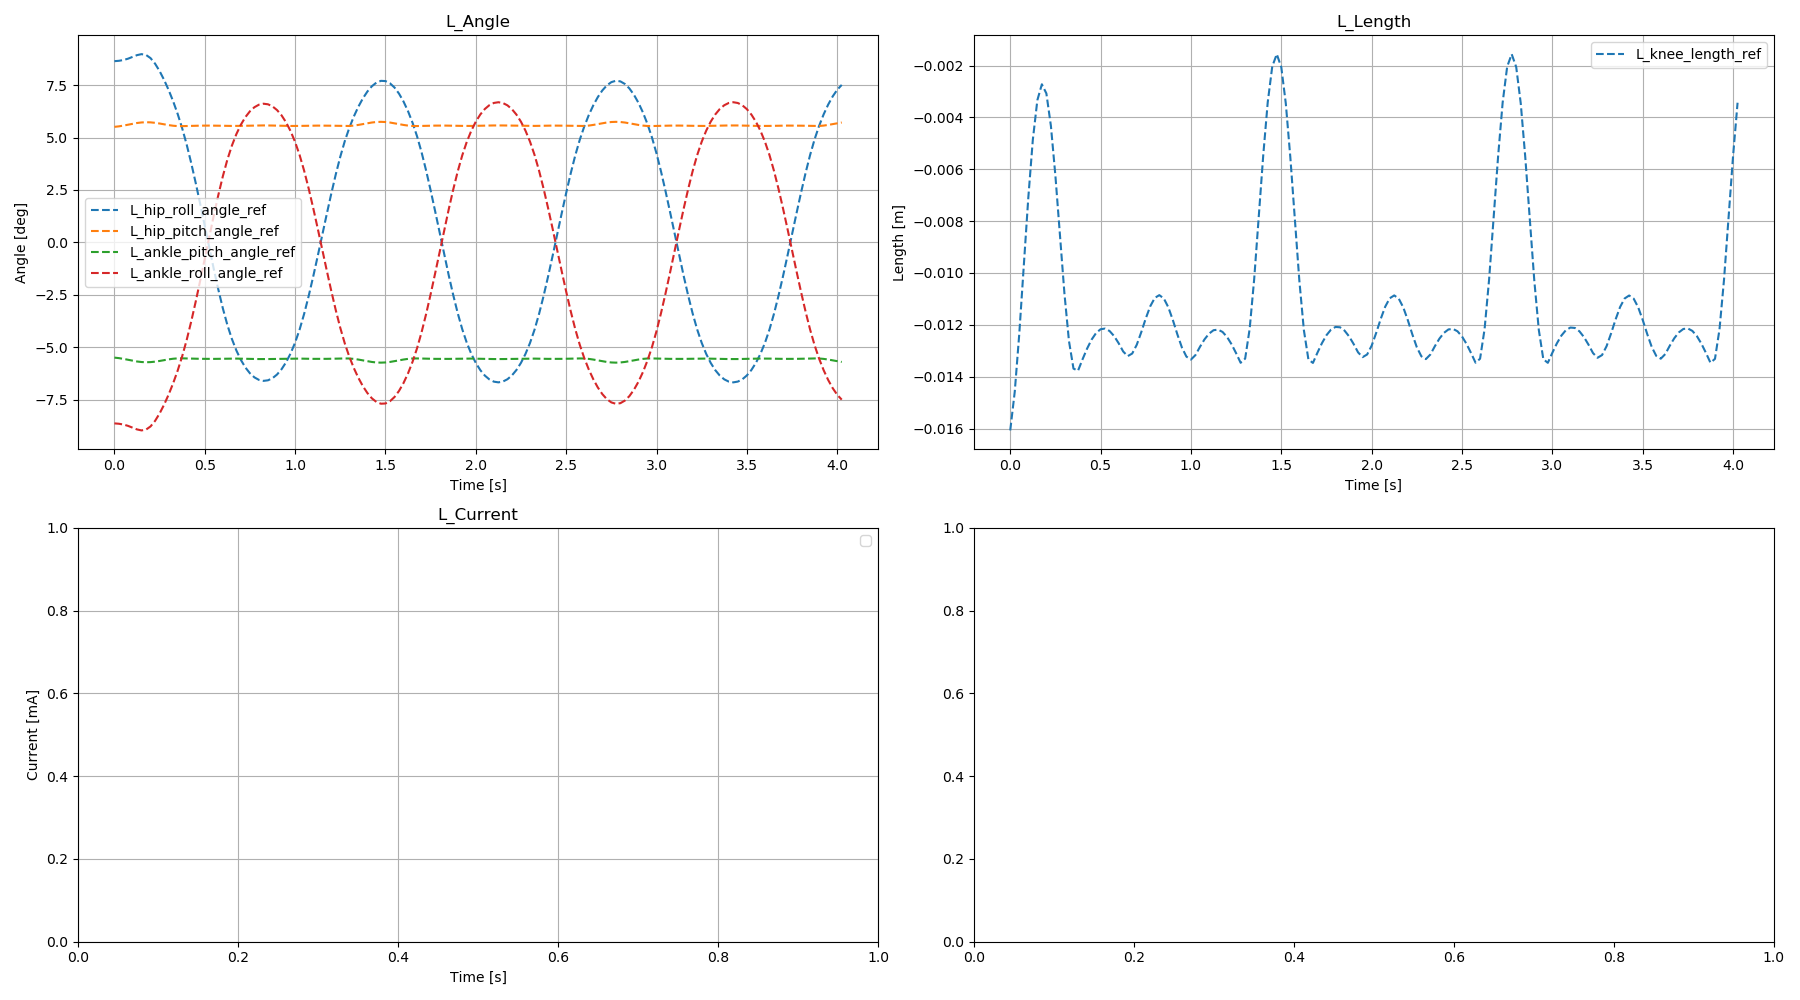 L_Angle
Angle [deg]
7.5
5.0
2.5
0.0
−2.5
−5.0
−7.5
L_hip_roll_angle_ref
L_hip_pitch_angle_ref
L_ankle_pitch_angle_ref
L_ankle_roll_angle_ref
0.0 0.5 1.0 1.5 2.0 2.5 3.0 3.5 4.0
Time [s]
L_Length
Length [m]
−0.002
−0.004
−0.006
−0.008
−0.010
−0.012
−0.014
−0.016
L_knee_length_ref
0.0 0.5 1.0 1.5 2.0 2.5 3.0 3.5 4.0
Time [s]
L_Current
Current [mA]
1.0
0.8
0.6
0.4
0.2
0.0
0.0 0.2 0.4 0.6 0.8 1.0
Time [s]
1.0
0.8
0.6
0.4
0.2
0.0
0.0 0.2 0.4 0.6 0.8 1.0